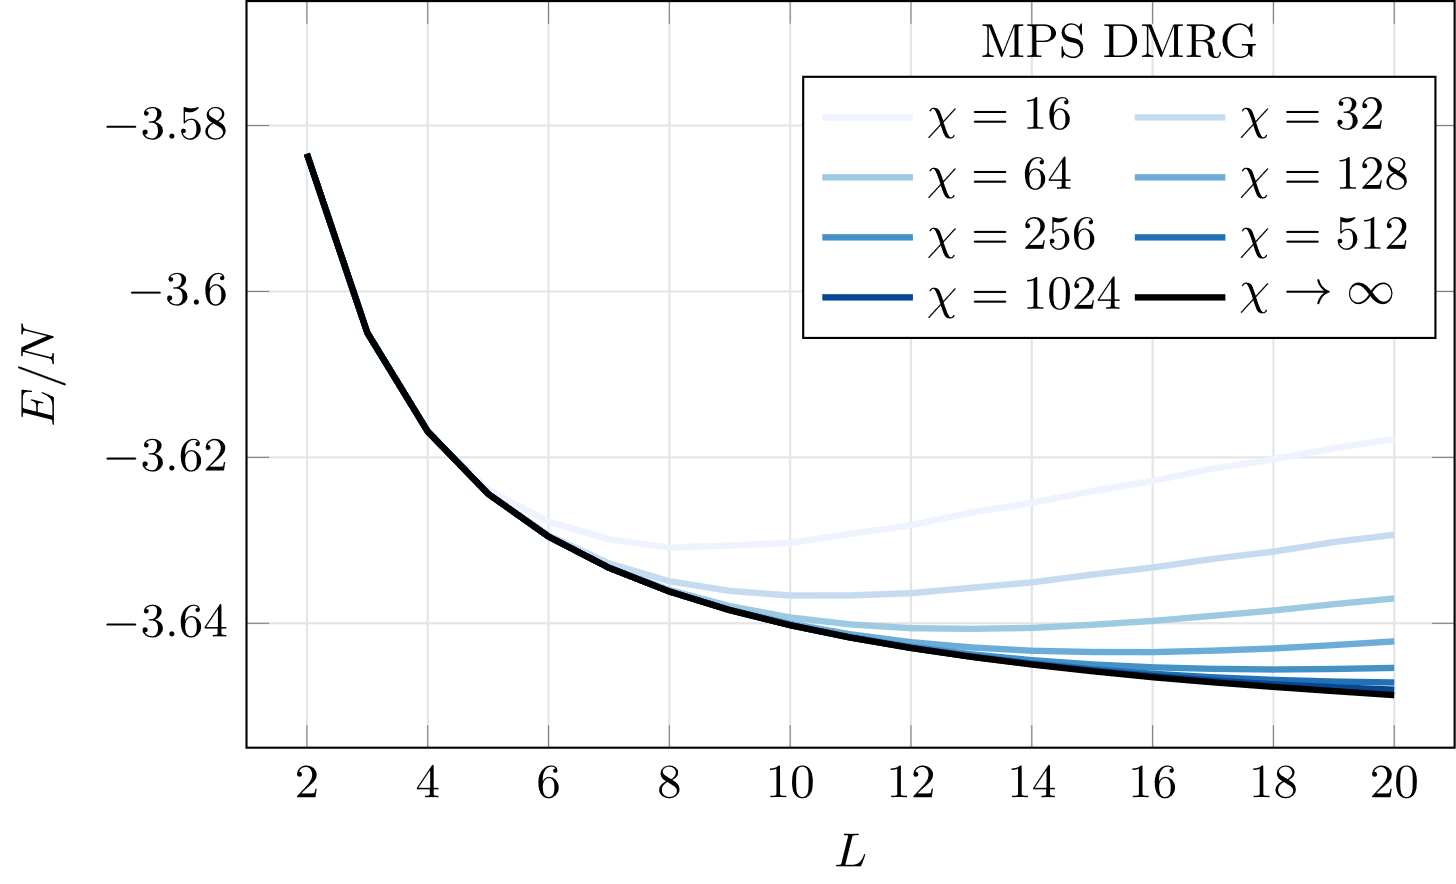 MPS DMRG
χ = 16
χ = 32
χ = 64
χ = 128
χ = 256
χ = 512
χ = 1024
χ → ∞
−3.58
−3.6
−3.62
−3.64
E/N
2 4 6 8 10 12 14 16 18 20
L